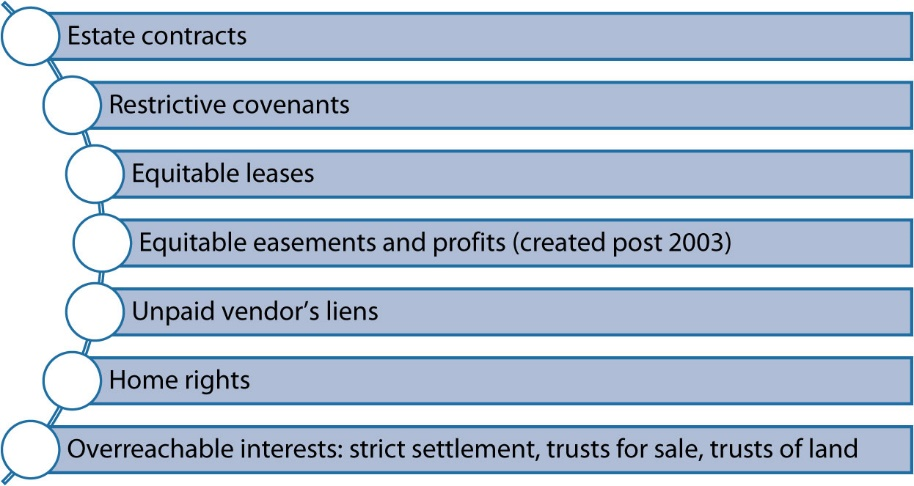 Estate contracts
Restrictive covenants
Equitable leases
Equitable easements and profits (created post 2003)
Unpaid vendor’s liens
Home rights
Overreachable interests: strict settlement, trusts for sale, trusts of land